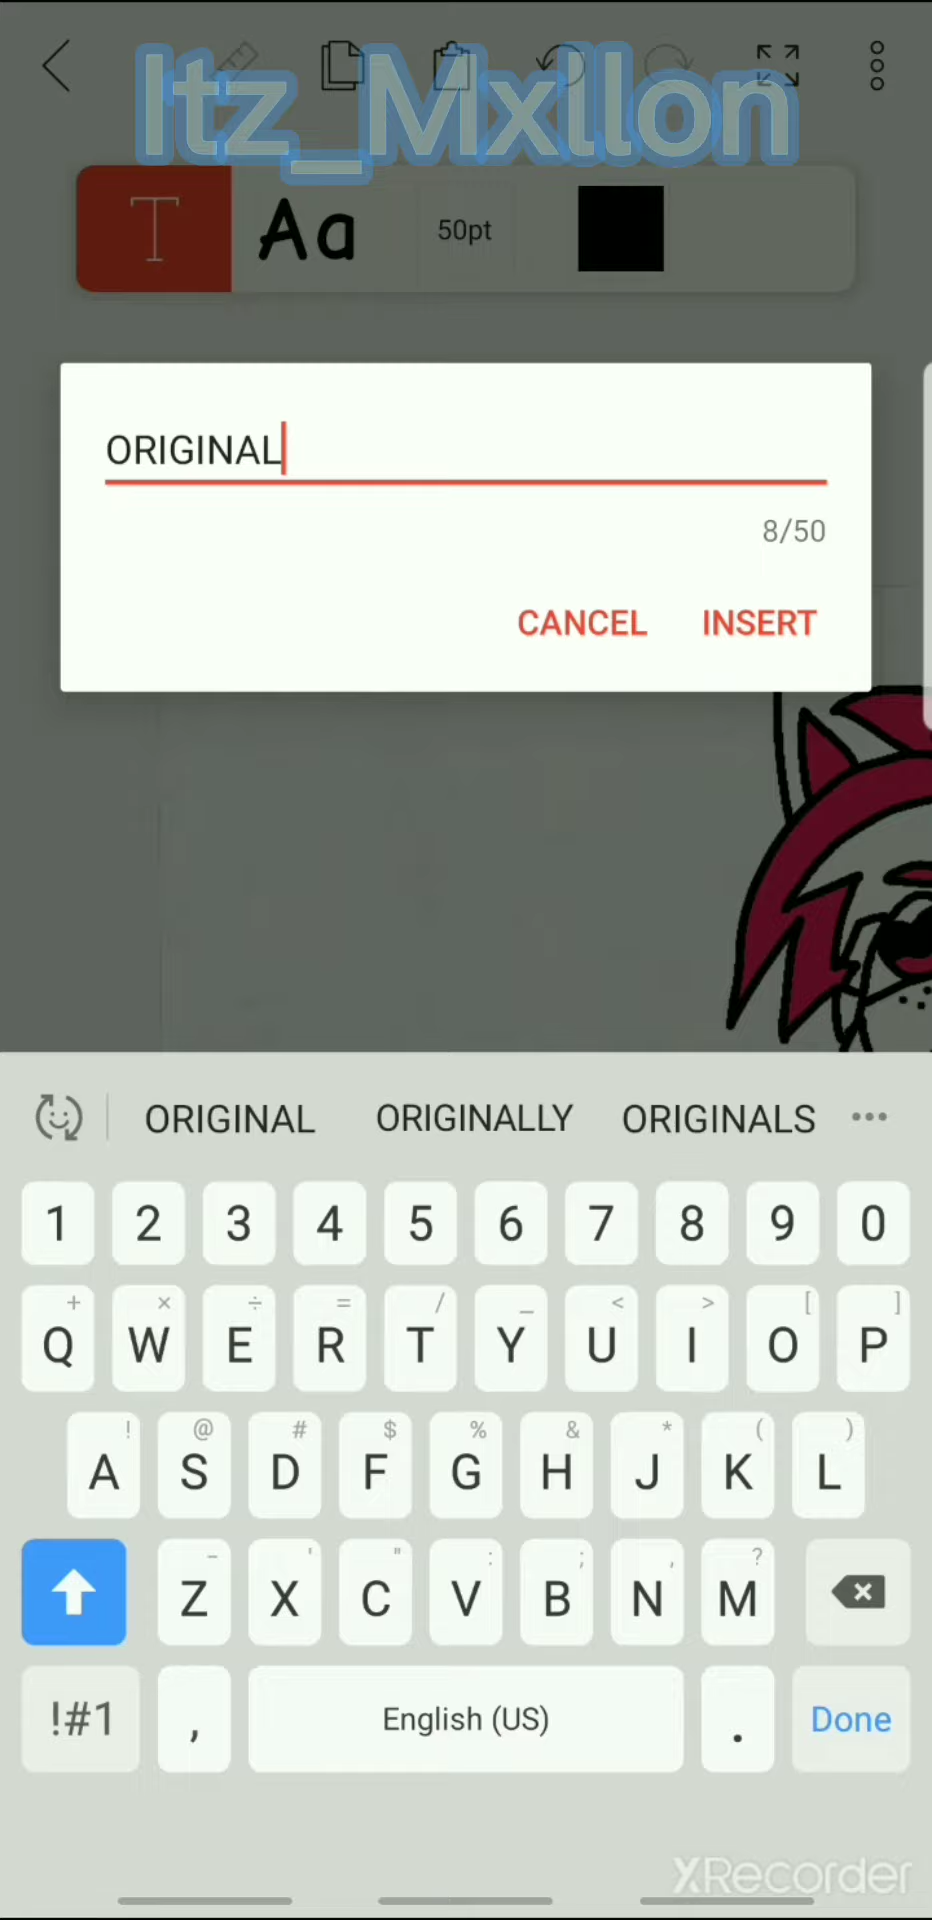 Itz_Mxllon
T Aa 50pt
ORIGINAL
8/50
CANCEL INSERT
ORIGINAL ORIGINALLY ORIGINALS •••
1 2 3 4 5 6 7 8 9 0
+ × ÷ = / _ < > [ ]
Q W E R T Y U I O P
! @ # $ % & * ( )
A S D F G H J K L
- ' " : ; , ?
Z X C V B N M
!#1 , English (US) . Done
XRecorder